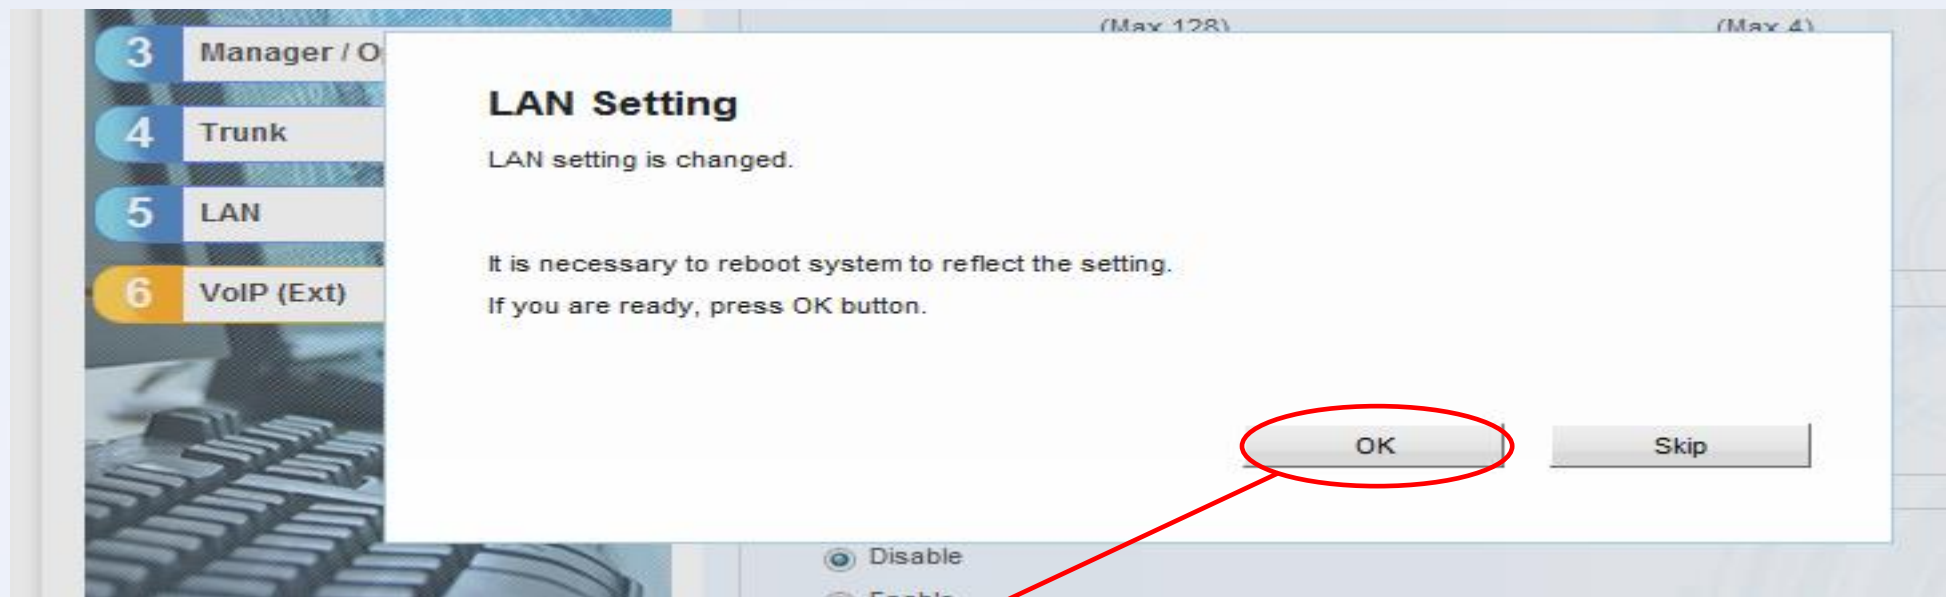 (Max 128)
(Max 4)
3 Manager / O
4 Trunk
5 LAN
6 VoIP (Ext)
LAN Setting
LAN setting is changed.
It is necessary to reboot system to reflect the setting.
If you are ready, press OK button.
OK
Skip
Disable
Enable